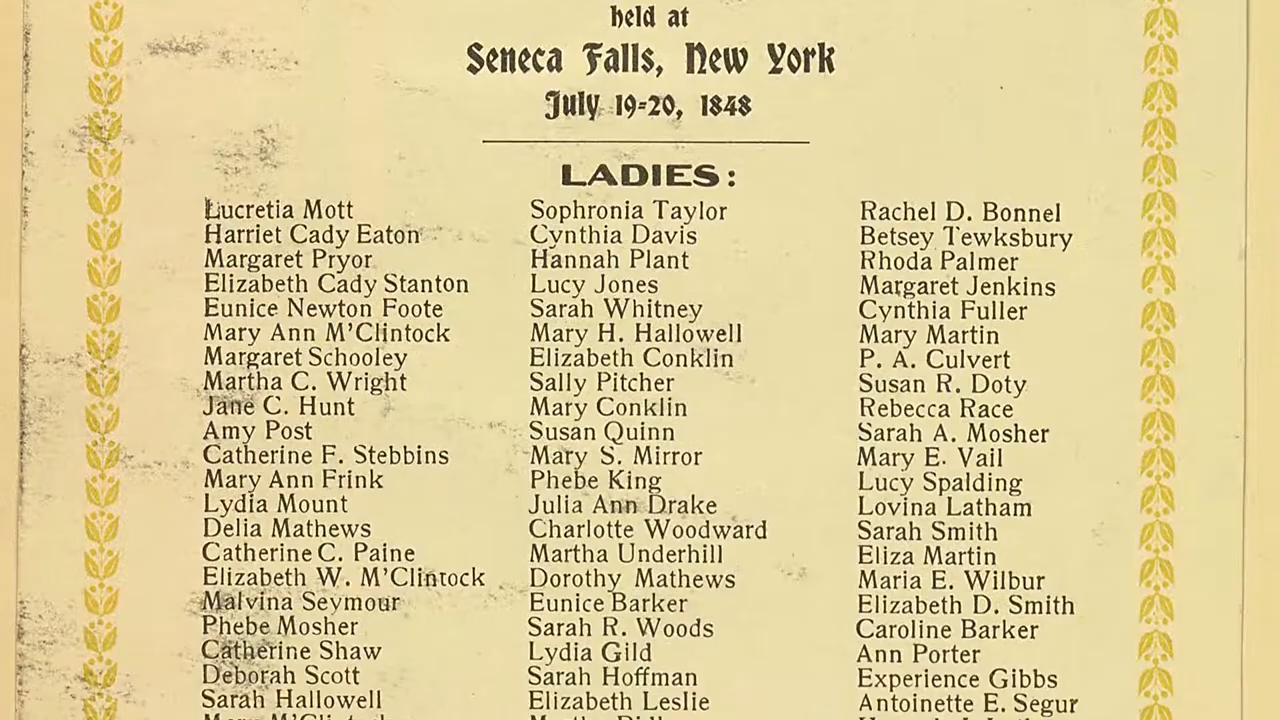 held at
Seneca Falls, New York
July 19-20, 1848
LADIES:
Lucretia Mott
Harriet Cady Eaton
Margaret Pryor
Elizabeth Cady Stanton
Eunice Newton Foote
Mary Ann M'Clintock
Margaret Schooley
Martha C. Wright
Jane C. Hunt
Amy Post
Catherine F. Stebbins
Mary Ann Frink
Lydia Mount
Delia Mathews
Catherine C. Paine
Elizabeth W. M'Clintock
Malvina Seymour
Phebe Mosher
Catherine Shaw
Deborah Scott
Sarah Hallowell
Sophronia Taylor
Cynthia Davis
Hannah Plant
Lucy Jones
Sarah Whitney
Mary H. Hallowell
Elizabeth Conklin
Sally Pitcher
Mary Conklin
Susan Quinn
Mary S. Mirror
Phebe King
Julia Ann Drake
Charlotte Woodward
Martha Underhill
Dorothy Mathews
Eunice Barker
Sarah R. Woods
Lydia Gild
Sarah Hoffman
Elizabeth Leslie
Rachel D. Bonnel
Betsey Tewksbury
Rhoda Palmer
Margaret Jenkins
Cynthia Fuller
Mary Martin
P. A. Culvert
Susan R. Doty
Rebecca Race
Sarah A. Mosher
Mary E. Vail
Lucy Spalding
Lovina Latham
Sarah Smith
Eliza Martin
Maria E. Wilbur
Elizabeth D. Smith
Caroline Barker
Ann Porter
Experience Gibbs
Antoinette E. Segur